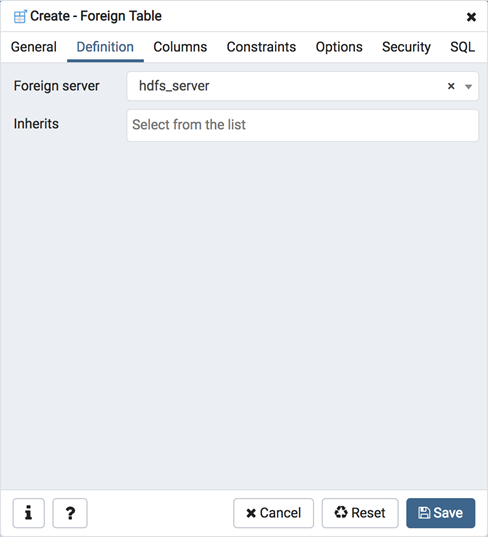 Create - Foreign Table
General Definition Columns Constraints Options Security SQL
Foreign server hdfs_server
Inherits Select from the list
i ? Cancel Reset Save